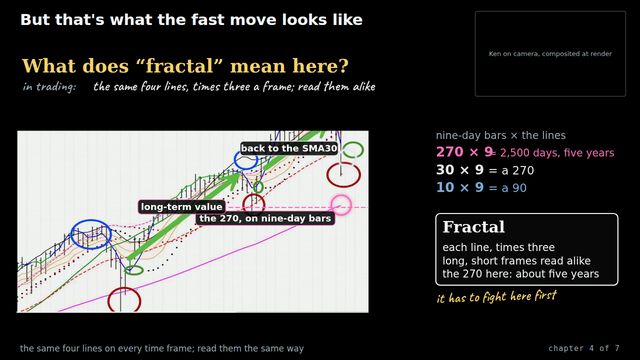 But that's what the fast move looks like
Ken on camera, composited at render
What does “fractal” mean here?
in trading: the same four lines, times three a frame; read them alike
back to the SMA30
long-term value
the 270, on nine-day bars
nine-day bars × the lines
270 × 9 = 2,500 days, five years
30 × 9 = a 270
10 × 9 = a 90
Fractal
each line, times three
long, short frames read alike
the 270 here: about five years
it has to fight here first
the same four lines on every time frame; read them the same way
chapter 4 of 7